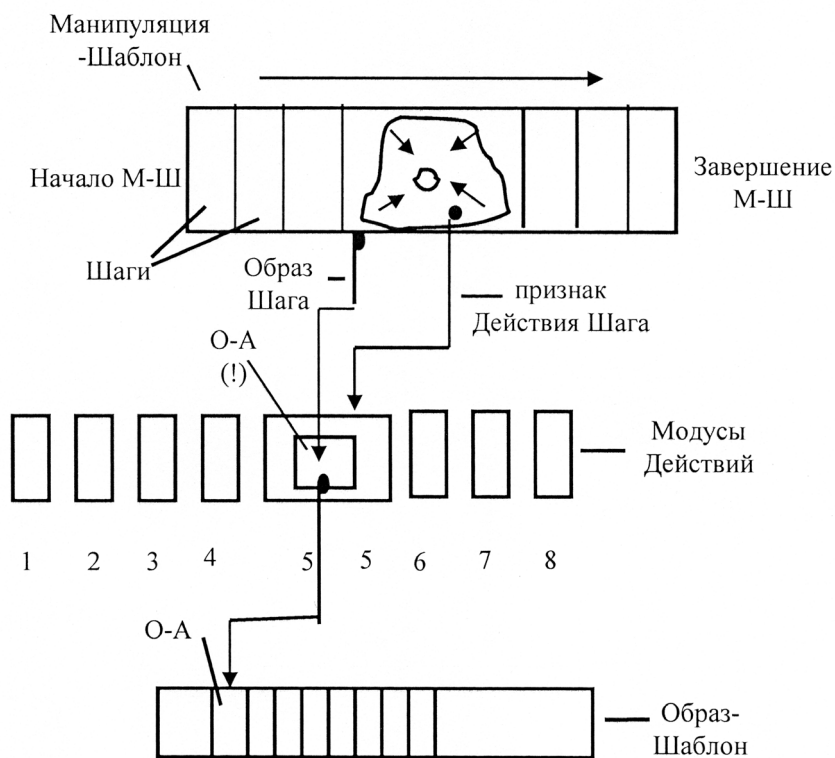 Манипуляция
-Шаблон
Начало М-Ш
Завершение
М-Ш
Шаги
Образ
Шага
признак
Действия Шага
О-А
(!)
Модусы
Действий
1 2 3 4 5 5 6 7 8
О-А
Образ-
Шаблон